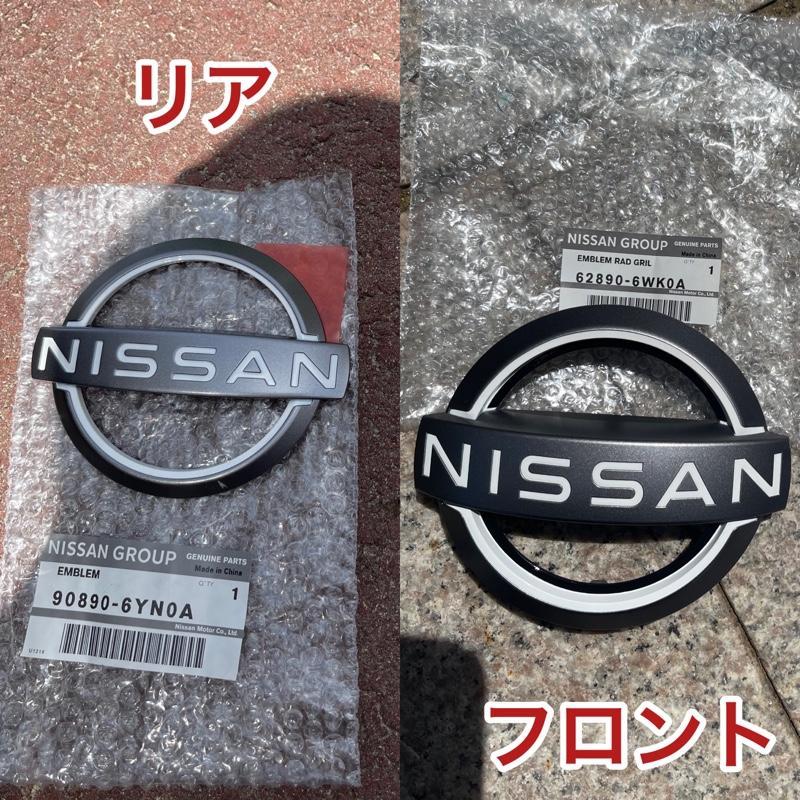 リア
NISSAN
NISSAN GROUP GENUINE PARTS
Made in China
EMBLEM Q'TY
90890-6YN0A 1
Nissan Motor Co., Ltd.
NISSAN GROUP GENUINE PARTS
Made in China
EMBLEM RAD GRIL Q'TY
62890-6WK0A 1
Nissan Motor Co., Ltd.
NISSAN
フロント